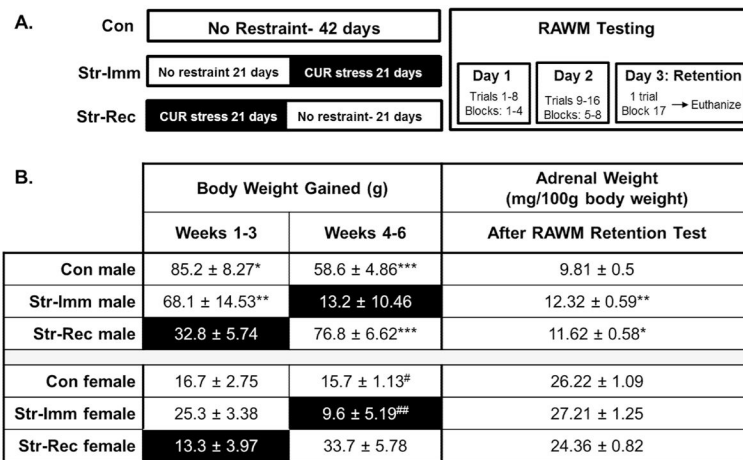 A.
Con
No Restraint- 42 days
Str-Imm
No restraint 21 days
CUR stress 21 days
Str-Rec
CUR stress 21 days
No restraint- 21 days
RAWM Testing
Day 1
Trials 1-8
Blocks: 1-4
Day 2
Trials 9-16
Blocks: 5-8
Day 3: Retention
1 trial
Block 17 → Euthanize
B.
Body Weight Gained (g)
Adrenal Weight
(mg/100g body weight)
Weeks 1-3
Weeks 4-6
After RAWM Retention Test
Con male 85.2 ± 8.27* 58.6 ± 4.86*** 9.81 ± 0.5
Str-Imm male 68.1 ± 14.53** 13.2 ± 10.46 12.32 ± 0.59**
Str-Rec male 32.8 ± 5.74 76.8 ± 6.62*** 11.62 ± 0.58*
Con female 16.7 ± 2.75 15.7 ± 1.13# 26.22 ± 1.09
Str-Imm female 25.3 ± 3.38 9.6 ± 5.19## 27.21 ± 1.25
Str-Rec female 13.3 ± 3.97 33.7 ± 5.78 24.36 ± 0.82